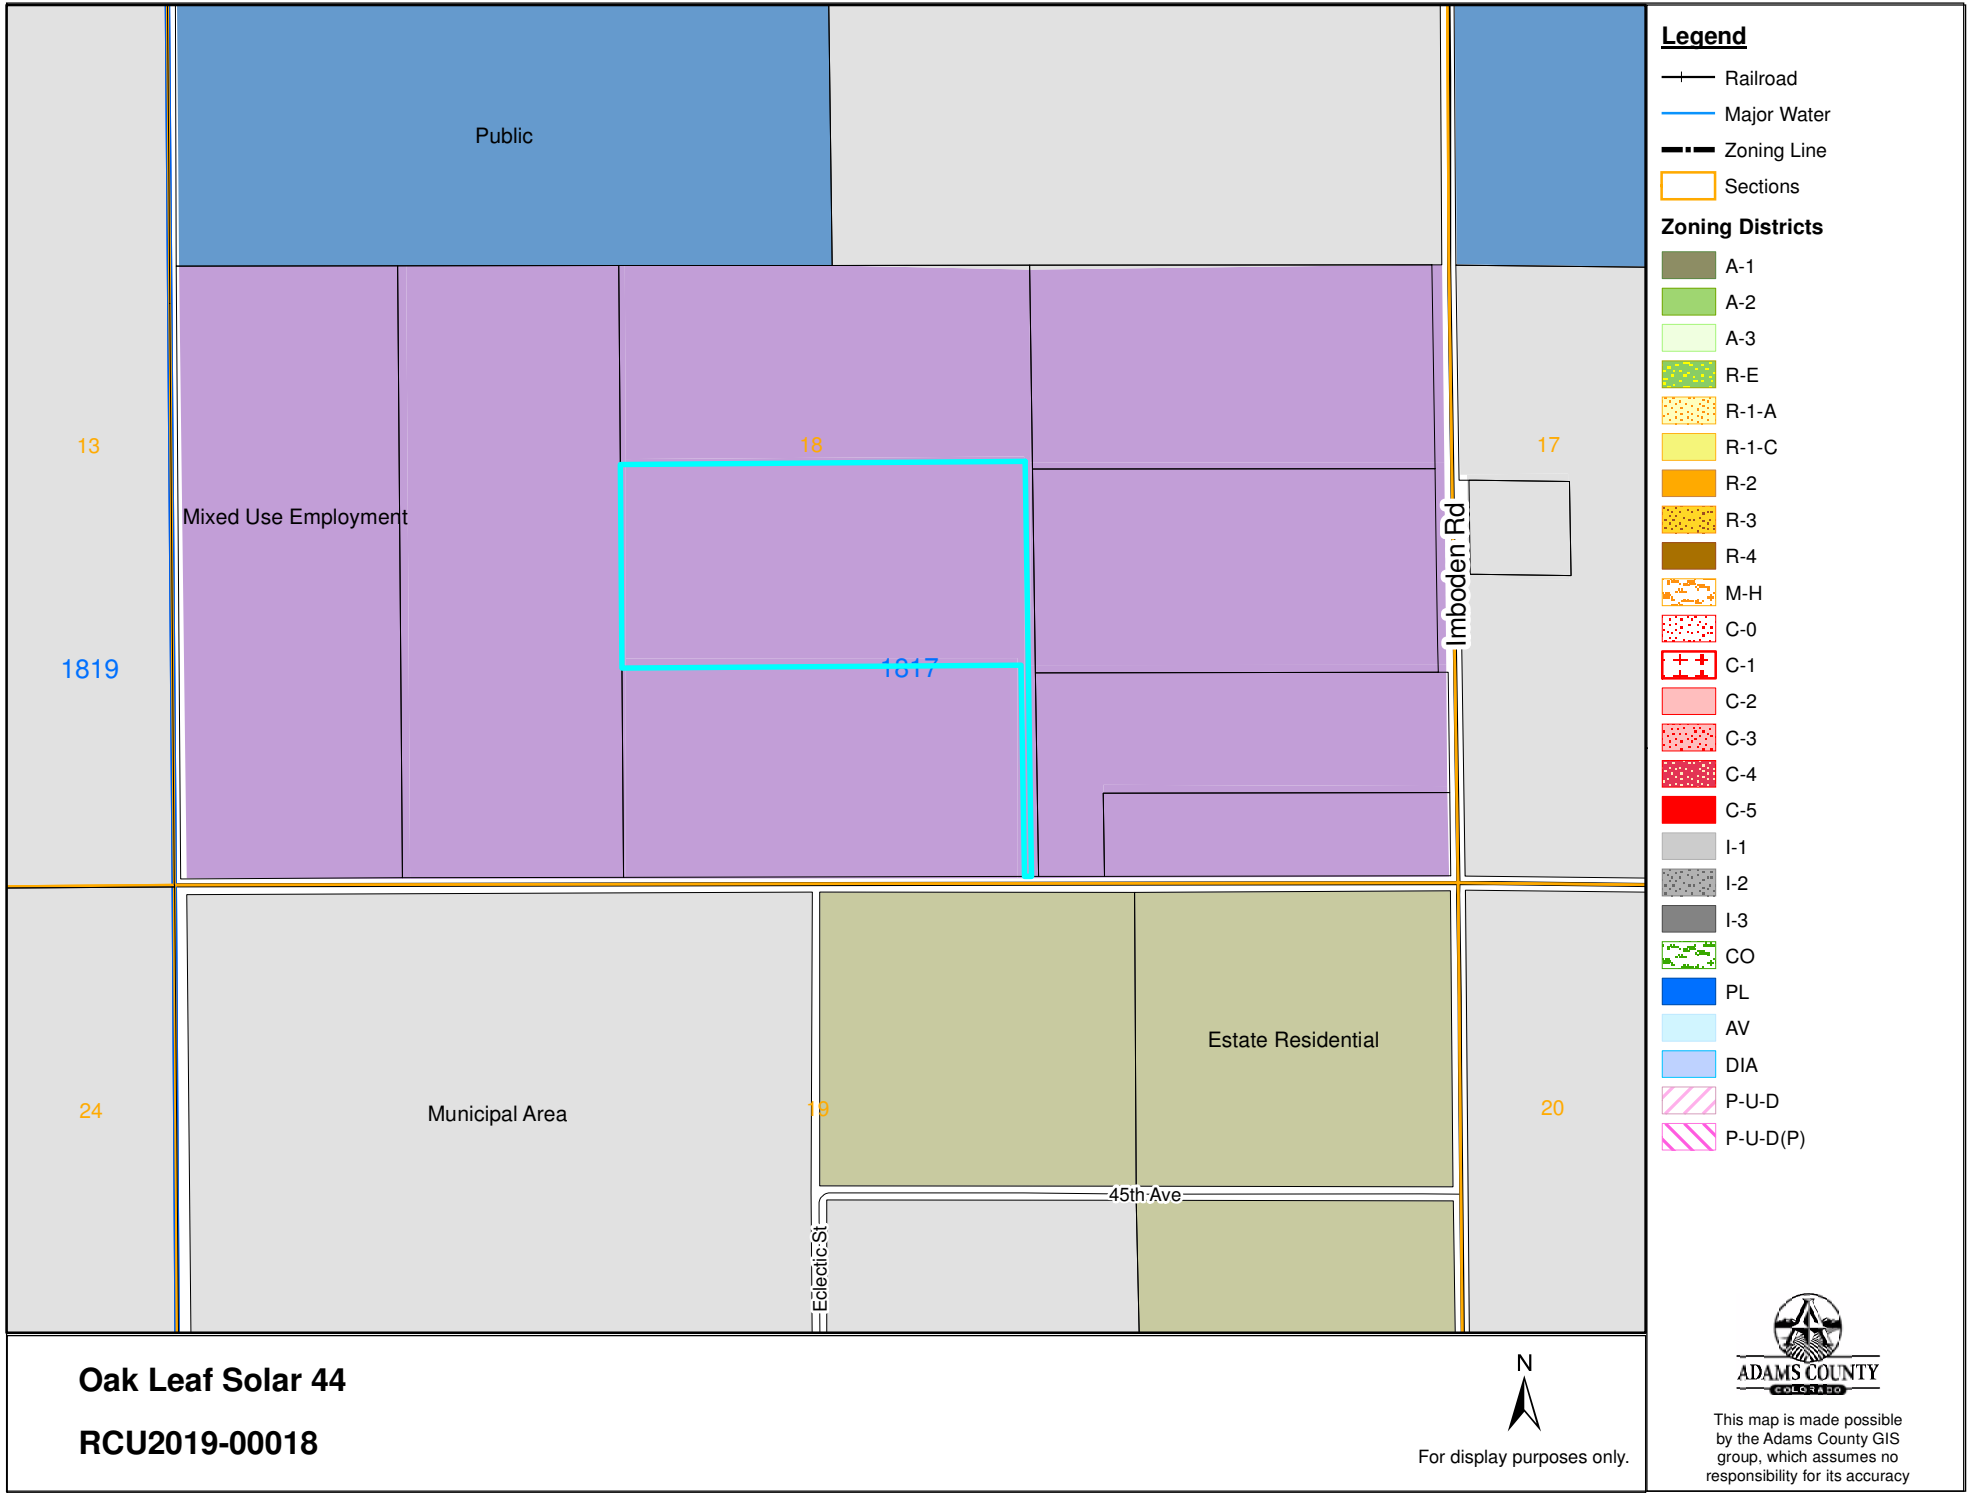 Public
13
18
17
Mixed Use Employment
Imboden Rd
1819
1817
Estate Residential
24
Municipal Area
19
20
45th Ave
Eclectic St
Legend
Railroad
Major Water
Zoning Line
Sections
Zoning Districts
A-1
A-2
A-3
R-E
R-1-A
R-1-C
R-2
R-3
R-4
M-H
C-0
C-1
C-2
C-3
C-4
C-5
I-1
I-2
I-3
CO
PL
AV
DIA
P-U-D
P-U-D(P)
Oak Leaf Solar 44
RCU2019-00018
N
For display purposes only.
ADAMS COUNTY
COLORADO
This map is made possible
by the Adams County GIS
group, which assumes no
responsibility for its accuracy